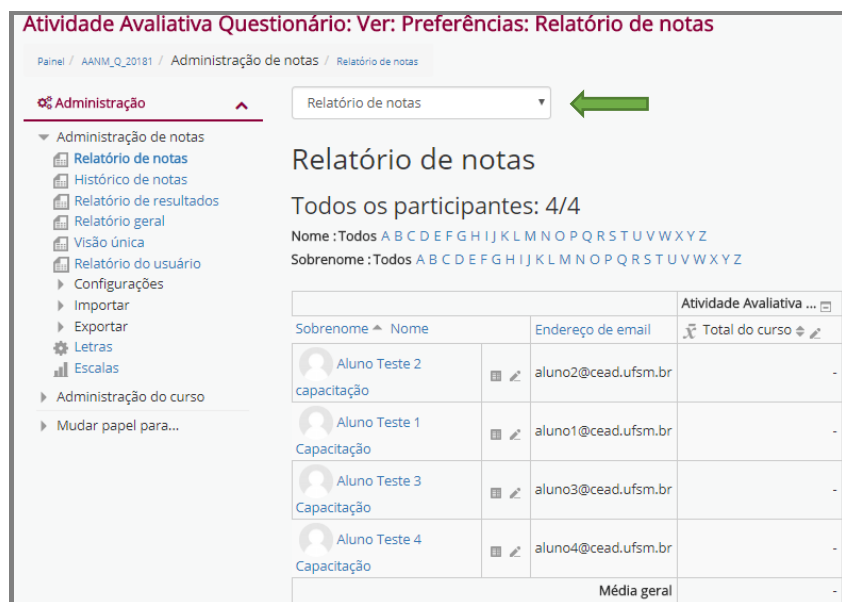 Atividade Avaliativa Questionário: Ver: Preferências: Relatório de notas
Painel / AANM_Q_20181 / Administração de notas / Relatório de notas
Administração
Administração de notas
Relatório de notas
Histórico de notas
Relatório de resultados
Relatório geral
Visão única
Relatório do usuário
Configurações
Importar
Exportar
Letras
Escalas
Administração do curso
Mudar papel para...
Relatório de notas
Relatório de notas
Todos os participantes: 4/4
Nome :Todos A B C D E F G H I J K L M N O P Q R S T U V W X Y Z
Sobrenome :Todos A B C D E F G H I J K L M N O P Q R S T U V W X Y Z
Atividade Avaliativa ...
Sobrenome Nome Endereço de email x̄ Total do curso
Aluno Teste 2
capacitação aluno2@cead.ufsm.br -
Aluno Teste 1
Capacitação aluno1@cead.ufsm.br -
Aluno Teste 3
Capacitação aluno3@cead.ufsm.br -
Aluno Teste 4
Capacitação aluno4@cead.ufsm.br -
Média geral -